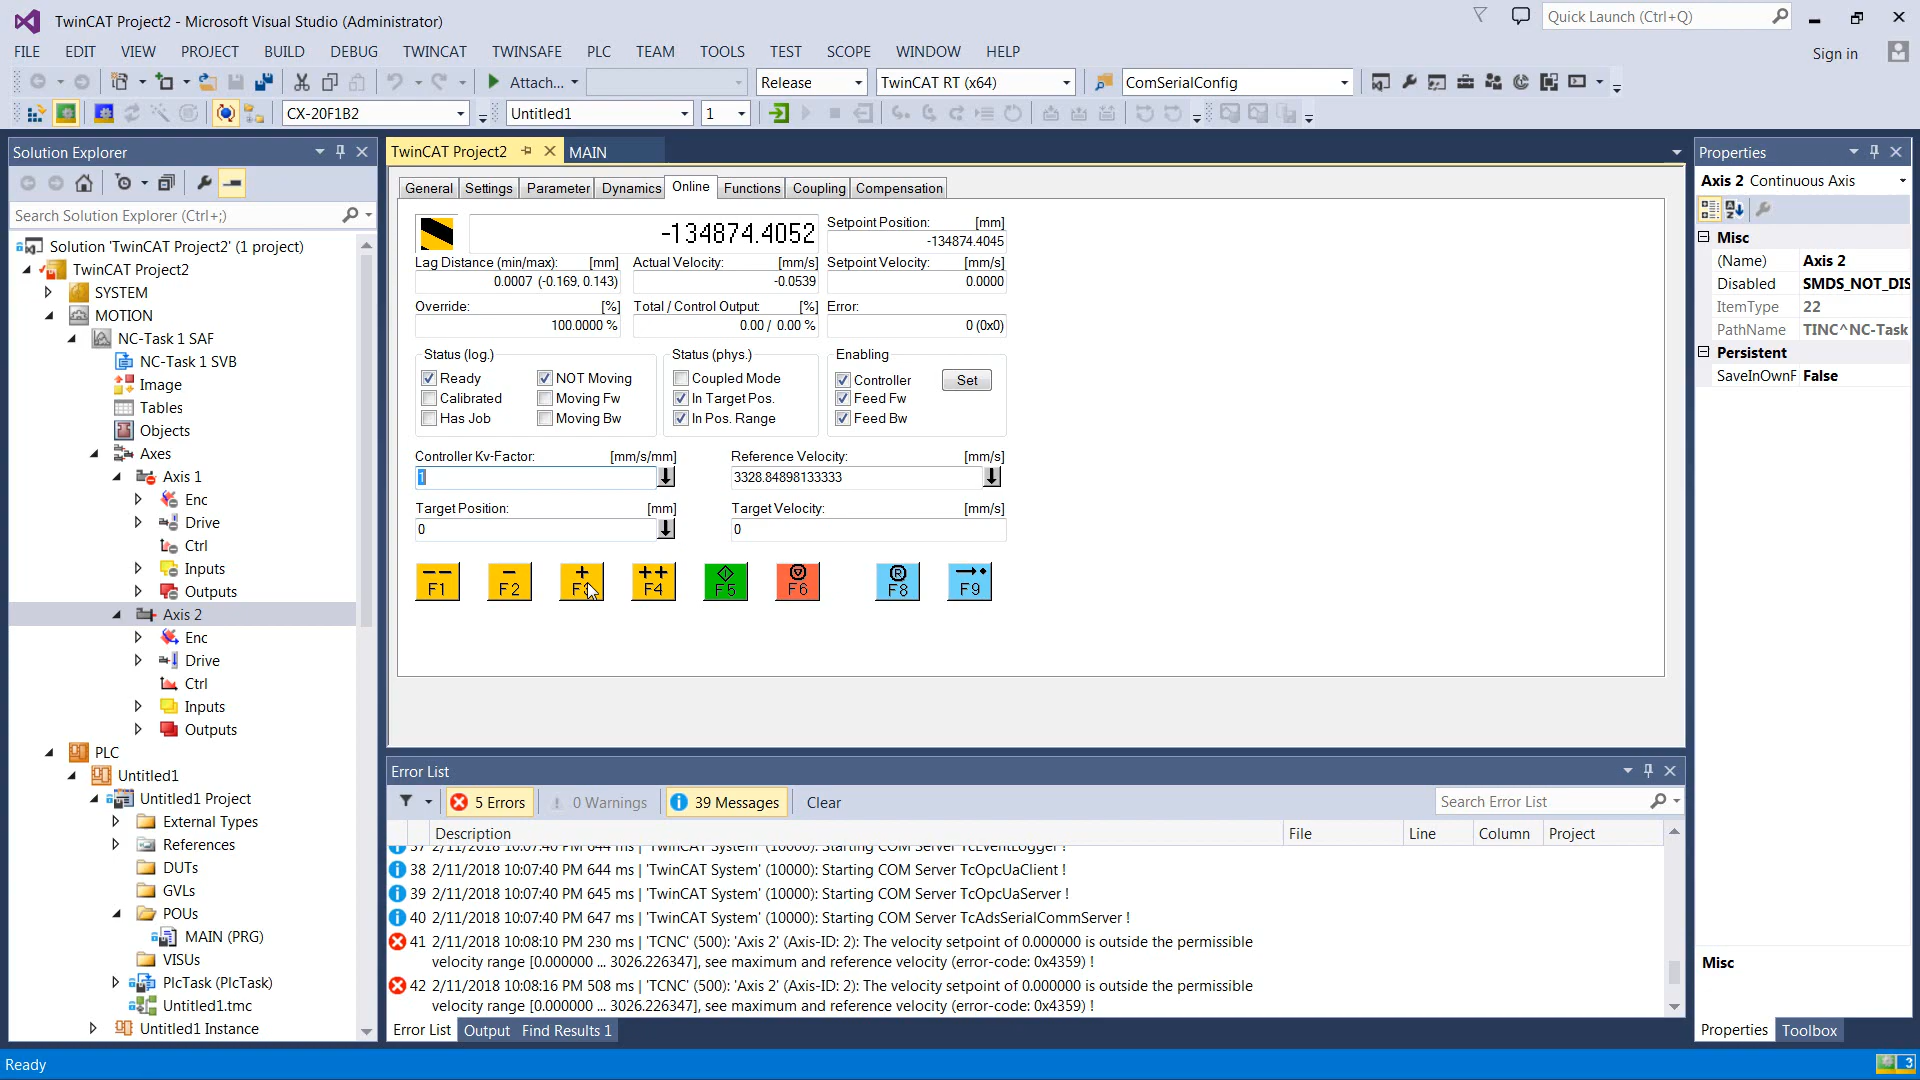 TwinCAT Project2 - Microsoft Visual Studio (Administrator)
Quick Launch (Ctrl+Q)
FILE EDIT VIEW PROJECT BUILD DEBUG TWINCAT TWINSAFE PLC TEAM TOOLS TEST SCOPE WINDOW HELP
Sign in
Attach... Release TwinCAT RT (x64) ComSerialConfig
CX-20F1B2 Untitled1 1
Solution Explorer
Search Solution Explorer (Ctrl+;)
Solution 'TwinCAT Project2' (1 project)
TwinCAT Project2
SYSTEM
MOTION
NC-Task 1 SAF
NC-Task 1 SVB
Image
Tables
Objects
Axes
Axis 1
Enc
Drive
Ctrl
Inputs
Outputs
Axis 2
Enc
Drive
Ctrl
Inputs
Outputs
PLC
Untitled1
Untitled1 Project
External Types
References
DUTs
GVLs
POUs
MAIN (PRG)
VISUs
PlcTask (PlcTask)
Untitled1.tmc
Untitled1 Instance
TwinCAT Project2 MAIN
General Settings Parameter Dynamics Online Functions Coupling Compensation
-134874.4052
Setpoint Position: [mm]
-134874.4045
Lag Distance (min/max): [mm] Actual Velocity: [mm/s] Setpoint Velocity: [mm/s]
0.0007 (-0.169, 0.143) -0.0539 0.0000
Override: [%] Total / Control Output: [%] Error:
100.0000 % 0.00 / 0.00 % 0 (0x0)
Status (log.) Status (phys.) Enabling
Ready NOT Moving Coupled Mode Controller Set
Calibrated Moving Fw In Target Pos. Feed Fw
Has Job Moving Bw In Pos. Range Feed Bw
Controller Kv-Factor: [mm/s/mm] Reference Velocity: [mm/s]
1 3328.84898133333
Target Position: [mm] Target Velocity: [mm/s]
0 0
-- - + ++ R
F1 F2 F3 F4 F5 F6 F8 F9
Error List
5 Errors 0 Warnings 39 Messages Clear
Search Error List
Description File Line Column Project
37 2/11/2018 10:07:40 PM 644 ms | 'TwinCAT System' (10000): Starting COM Server TcEventLogger !
38 2/11/2018 10:07:40 PM 644 ms | 'TwinCAT System' (10000): Starting COM Server TcOpcUaClient !
39 2/11/2018 10:07:40 PM 645 ms | 'TwinCAT System' (10000): Starting COM Server TcOpcUaServer !
40 2/11/2018 10:07:40 PM 647 ms | 'TwinCAT System' (10000): Starting COM Server TcAdsSerialCommServer !
41 2/11/2018 10:08:10 PM 230 ms | 'TCNC' (500): 'Axis 2' (Axis-ID: 2): The velocity setpoint of 0.000000 is outside the permissible
velocity range [0.000000 ... 3026.226347], see maximum and reference velocity (error-code: 0x4359) !
42 2/11/2018 10:08:16 PM 508 ms | 'TCNC' (500): 'Axis 2' (Axis-ID: 2): The velocity setpoint of 0.000000 is outside the permissible
velocity range [0.000000 ... 3026.226347], see maximum and reference velocity (error-code: 0x4359) !
Error List Output Find Results 1
Properties
Axis 2 Continuous Axis
Misc
(Name) Axis 2
Disabled SMDS_NOT_DIS
ItemType 22
PathName TINC^NC-Task
Persistent
SaveInOwnF False
Misc
Properties Toolbox
Ready
3